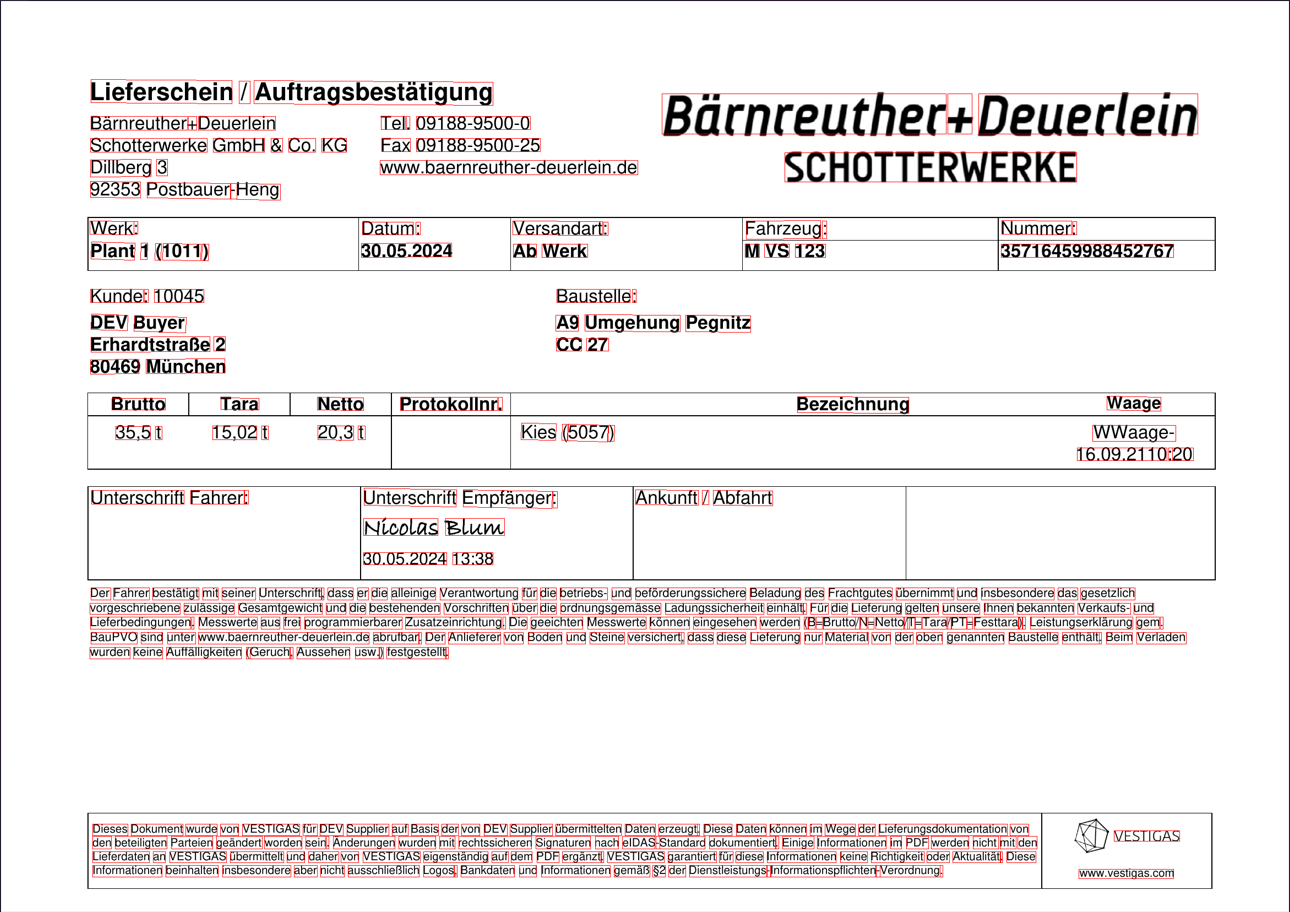 Lieferschein / Auftragsbestätigung
Bärnreuther+Deuerlein
Schotterwerke GmbH & Co. KG
Dillberg 3
92353 Postbauer-Heng
Tel. 09188-9500-0
Fax 09188-9500-25
www.baernreuther-deuerlein.de
Bärnreuther+Deuerlein
SCHOTTERWERKE
Werk: Datum: Versandart: Fahrzeug: Nummer:
Plant 1 (1011) 30.05.2024 Ab Werk M VS 123 35716459988452767
Kunde: 10045
DEV Buyer
Erhardtstraße 2
80469 München
Baustelle:
A9 Umgehung Pegnitz
CC 27
Brutto Tara Netto Protokollnr. Bezeichnung Waage
35,5 t 15,02 t 20,3 t Kies (5057) WWaage-
16.09.2110:20
Unterschrift Fahrer: Unterschrift Empfänger: Ankunft / Abfahrt
Nicolas Blum
30.05.2024 13:38
Der Fahrer bestätigt mit seiner Unterschrift, dass er die alleinige Verantwortung für die betriebs- und beförderungssichere Beladung des Frachtgutes übernimmt und insbesondere das gesetzlich
vorgeschriebene zulässige Gesamtgewicht und die bestehenden Vorschriften über die ordnungsgemässe Ladungssicherheit einhält. Für die Lieferung gelten unsere Ihnen bekannten Verkaufs- und
Lieferbedingungen. Messwerte aus frei programmierbarer Zusatzeinrichtung. Die geeichten Messwerte können eingesehen werden (B=Brutto/N=Netto/T=Tara/PT=Festtara). Leistungserklärung gem.
BauPVO sind unter www.baernreuther-deuerlein.de abrufbar. Der Anlieferer von Boden und Steine versichert, dass diese Lieferung nur Material von der oben genannten Baustelle enthält. Beim Verladen
wurden keine Auffälligkeiten (Geruch, Aussehen usw.) festgestellt.
Dieses Dokument wurde von VESTIGAS für DEV Supplier auf Basis der von DEV Supplier übermittelten Daten erzeugt. Diese Daten können im Wege der Lieferungsdokumentation von
den beteiligten Parteien geändert worden sein. Änderungen wurden mit rechtssicheren Signaturen nach eIDAS-Standard dokumentiert. Einige Informationen im PDF werden nicht mit den
Lieferdaten an VESTIGAS übermittelt und daher von VESTIGAS eigenständig auf dem PDF ergänzt. VESTIGAS garantiert für diese Informationen keine Richtigkeit oder Aktualität. Diese
Informationen beinhalten insbesondere aber nicht ausschließlich Logos, Bankdaten und Informationen gemäß §2 der Dienstleistungs-Informationspflichten-Verordnung.
VESTIGAS
www.vestigas.com